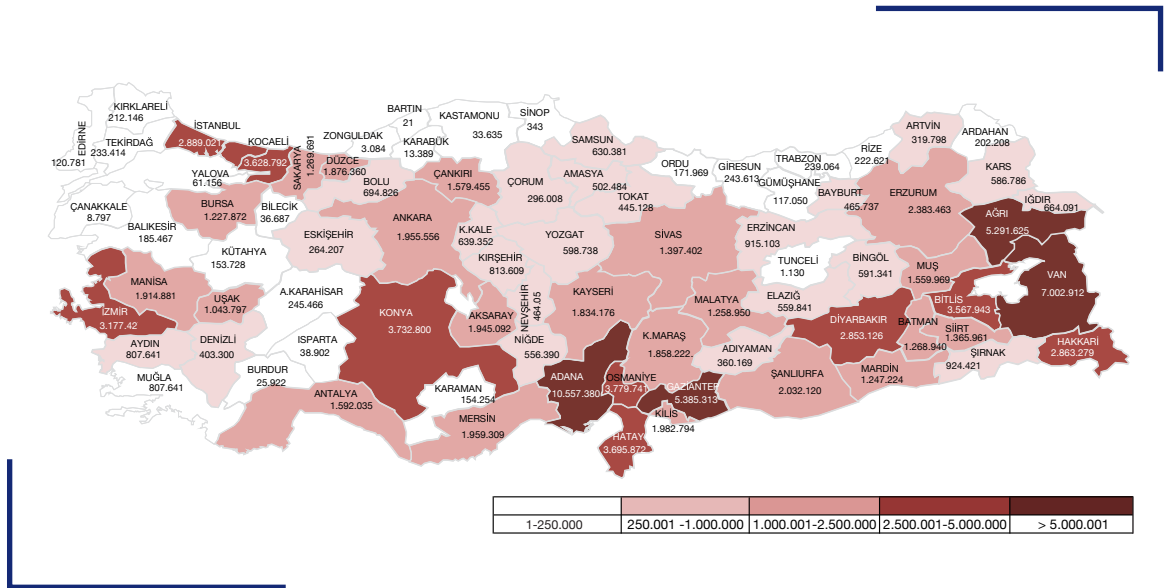 KIRKLARELİ
212.146
EDİRNE
120.781
TEKİRDAĞ
233.414
İSTANBUL
2.889.021
KOCAELİ
3.628.792
YALOVA
61.156
SAKARYA
1.269.691
DÜZCE
1.876.360
ZONGULDAK
3.084
BARTIN
21
KARABÜK
13.389
KASTAMONU
33.635
SİNOP
343
SAMSUN
630.381
ÇANAKKALE
8.797
BALIKESİR
185.467
BURSA
1.227.872
BİLECİK
36.687
BOLU
694.826
ÇANKIRI
1.579.455
ÇORUM
296.008
AMASYA
502.484
TOKAT
445.128
ORDU
171.969
GİRESUN
243.613
TRABZON
239.064
GÜMÜŞHANE
117.050
RİZE
222.621
ARTVİN
319.798
ARDAHAN
202.208
KARS
586.786
IĞDIR
664.091
BAYBURT
465.737
ERZURUM
2.383.463
AĞRI
5.291.625
KÜTAHYA
153.728
ESKİŞEHİR
264.207
ANKARA
1.955.556
K.KALE
639.352
KIRŞEHİR
813.609
YOZGAT
598.738
SİVAS
1.397.402
ERZİNCAN
915.103
TUNCELİ
1.130
BİNGÖL
591.341
MUŞ
1.559.969
VAN
7.002.912
MANİSA
1.914.881
İZMİR
3.177.42
UŞAK
1.043.797
A.KARAHİSAR
245.466
KONYA
3.732.800
AKSARAY
1.945.092
NEVŞEHİR
464.05
KAYSERİ
1.834.176
MALATYA
1.258.950
ELAZIĞ
559.841
DİYARBAKIR
2.853.126
BİTLİS
3.567.943
BATMAN
1.268.940
SİİRT
1.365.961
ŞIRNAK
924.421
HAKKARİ
2.863.279
AYDIN
807.641
DENİZLİ
403.300
ISPARTA
38.902
BURDUR
25.922
MUĞLA
807.641
ANTALYA
1.592.035
KARAMAN
154.254
NİĞDE
556.390
MERSİN
1.959.309
ADANA
10.557.380
OSMANİYE
3.779.741
K.MARAŞ
1.858.222.
ADIYAMAN
360.169
GAZİANTEP
5.385.313
KİLİS
1.982.794
HATAY
3.695.872
ŞANLIURFA
2.032.120
MARDİN
1.247.224
1-250.000
250.001 -1.000.000
1.000.001-2.500.000
2.500.001-5.000.000
> 5.000.001